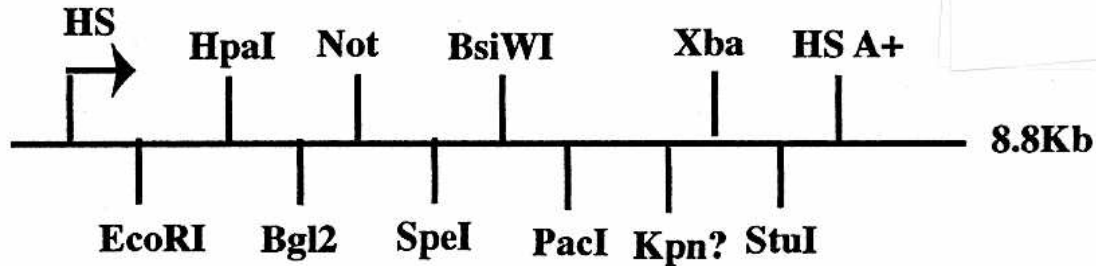 HS
HpaI Not BsiWI Xba HS A+
8.8Kb
EcoRI Bgl2 SpeI PacI Kpn? StuI